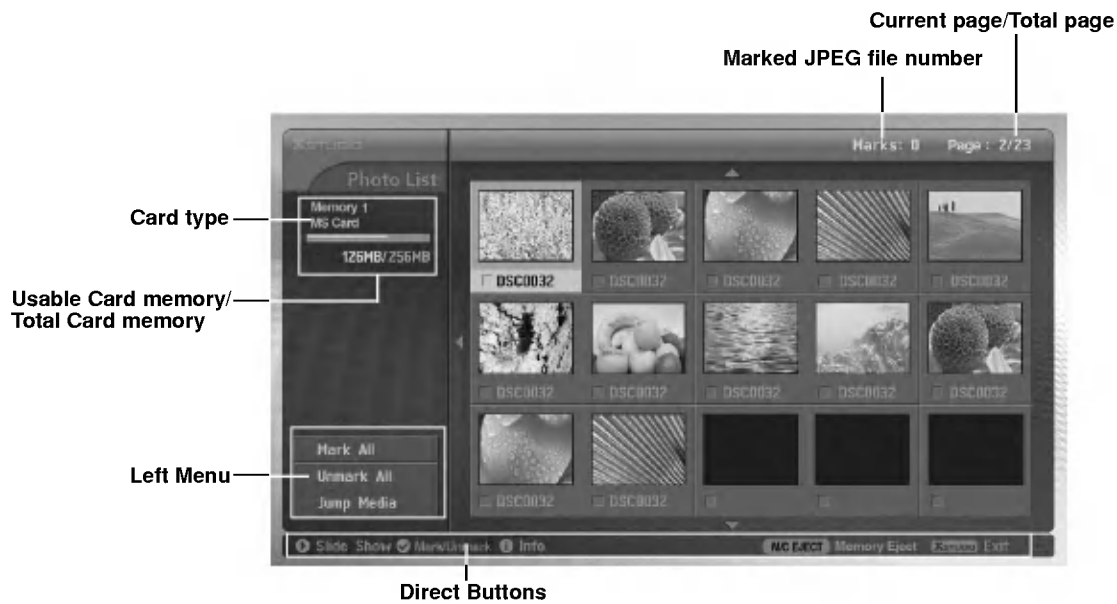 Current page/Total page
Marked JPEG file number
XSTUDIO
Marks: 0 Page : 2/23
Photo List
Card type
Memory 1
MS Card
126MB/256MB
Usable Card memory/
Total Card memory
DSC0032 DSC0032 DSC0032 DSC0032 DSC0032
DSC0032 DSC0032 DSC0032 DSC0032 DSC0032
DSC0032 DSC0032
Left Menu
Mark All
Unmark All
Jump Media
Slide Show Mark/Unmark Info. M/C EJECT Memory Eject XSTUDIO Exit
Direct Buttons